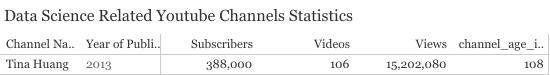 Data Science Related Youtube Channels Statistics
Channel Na.. Year of Publi.. Subscribers Videos Views channel_age_i..
Tina Huang 2013 388,000 106 15,202,080 108